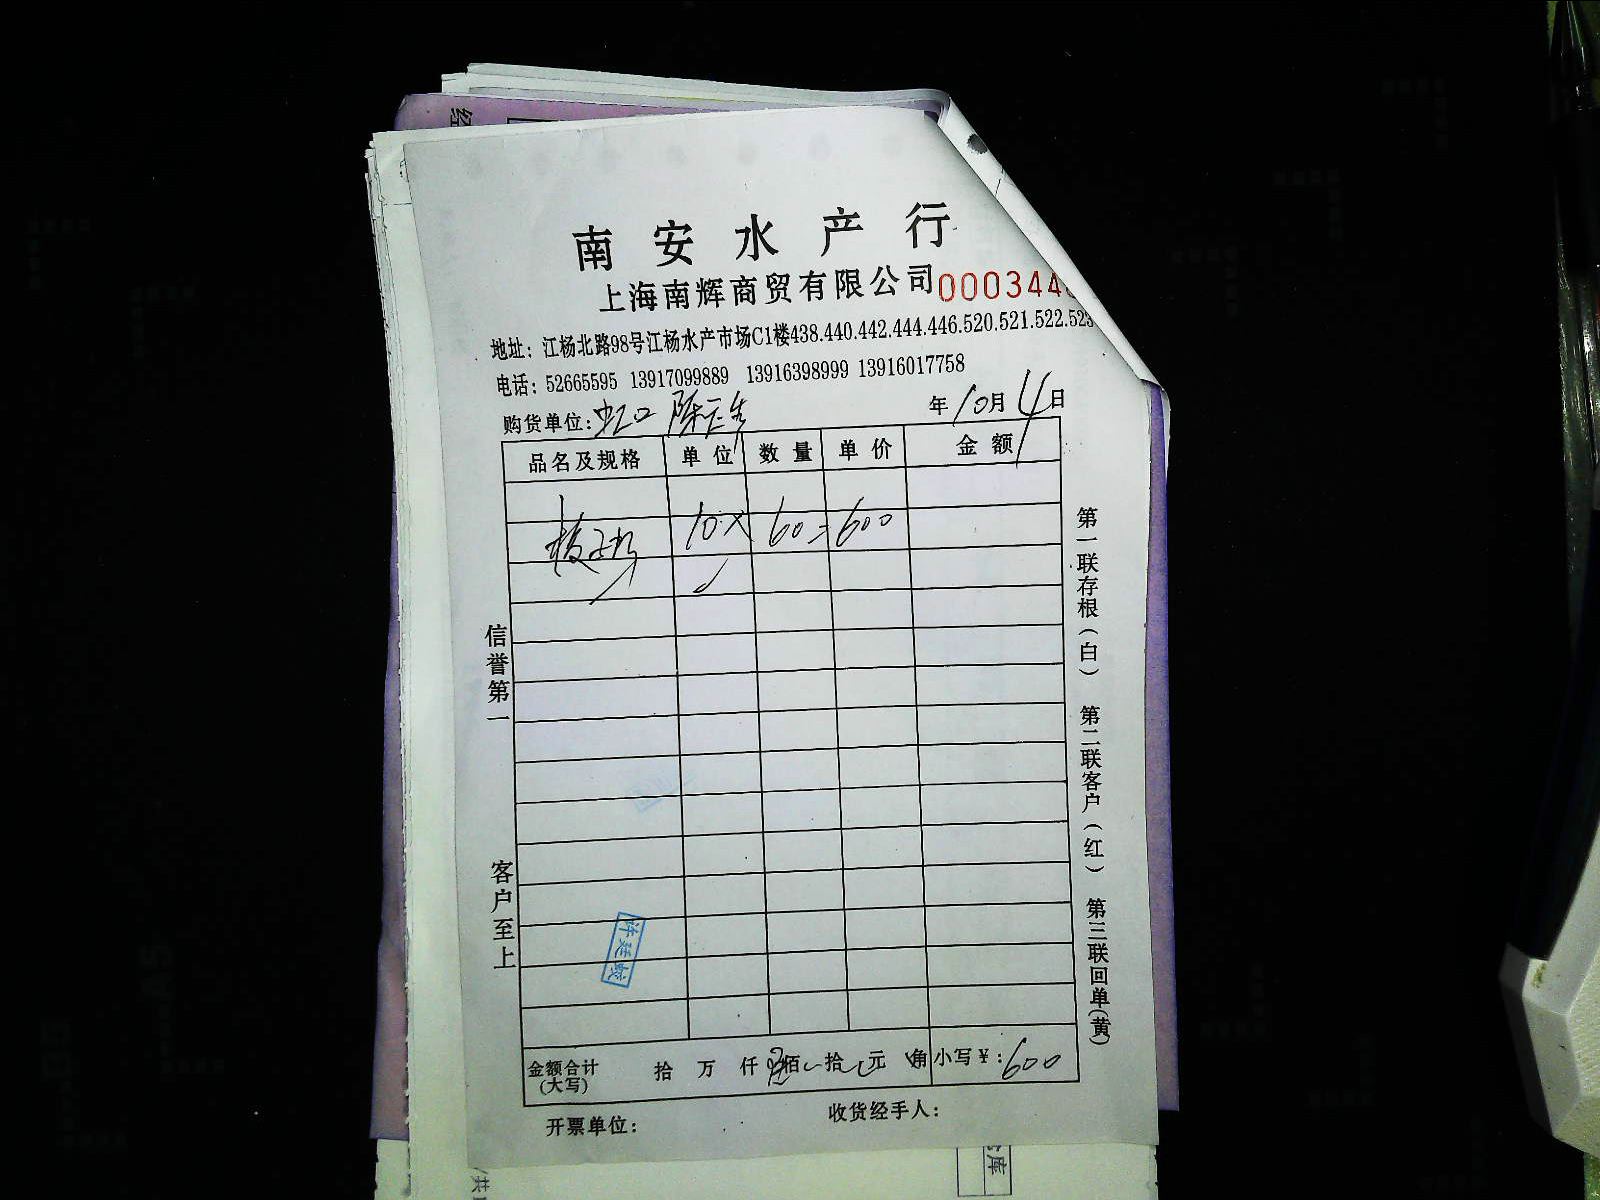 南安水产行
上海南辉商贸有限公司 000344
地址：江杨北路98号江杨水产市场C1楼438.440.442.444.446.520.521.522.523
电话：52665595 13917099889 13916398999 13916017758
购货单位：虹口 陈 年10月4日
品名及规格 单位 数量 单价 金额
10× 60=600
信誉第一
客户至上
第一联存根（白）
第二联客户（红）
第三联回单（黄）
金额合计 拾 万 仟 佰 拾 元 角 小写￥：600
（大写）
开票单位： 收货经手人：